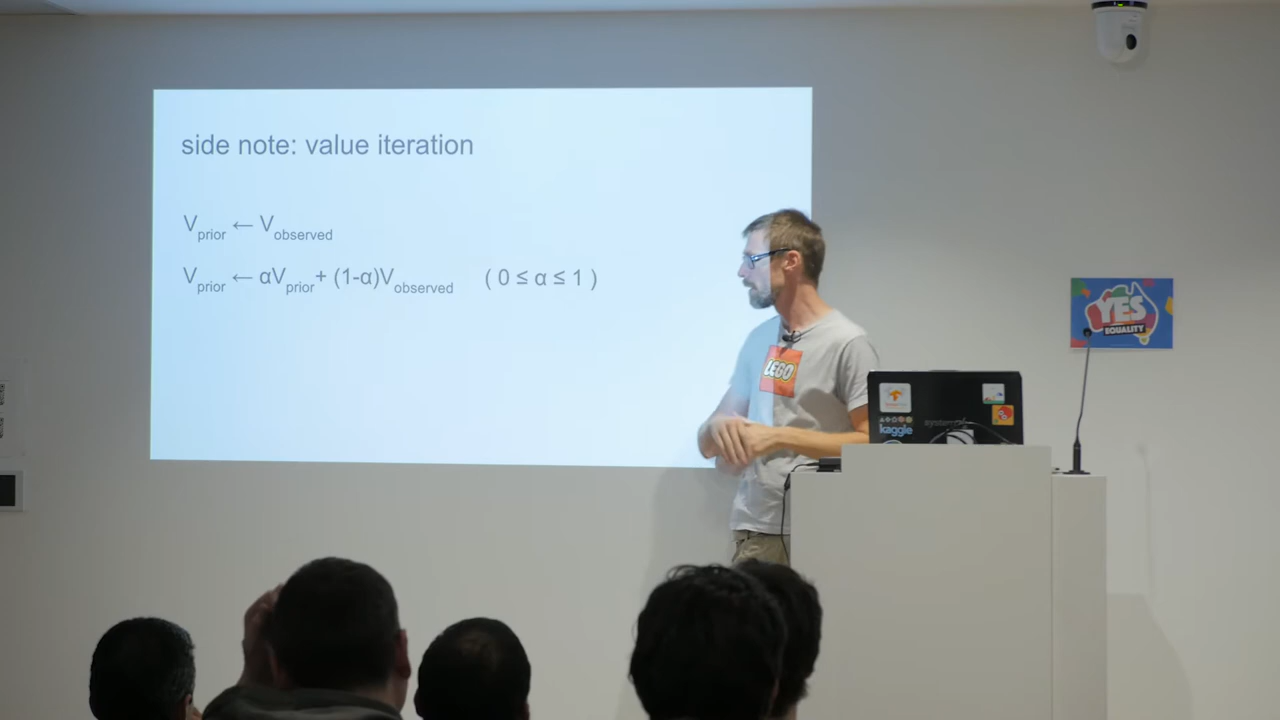 side note: value iteration
V_prior ← V_observed
V_prior ← αV_prior + (1-α)V_observed ( 0 ≤ α ≤ 1 )
LEGO
YES
EQUALITY
kaggle